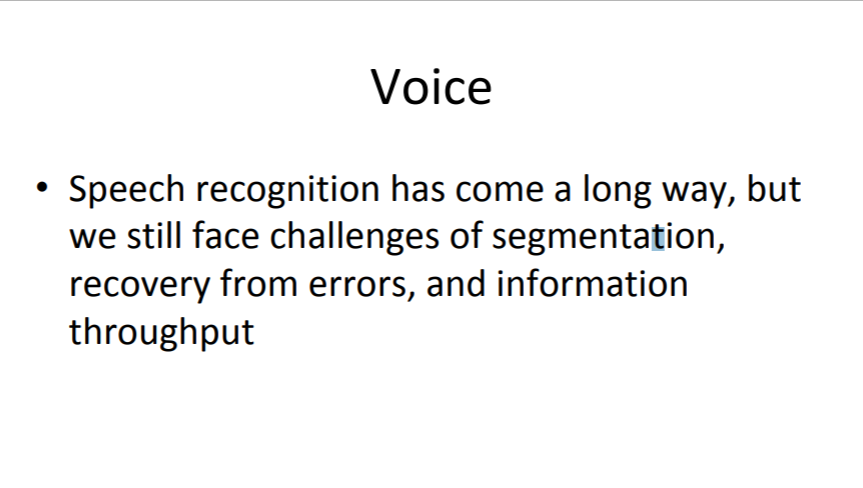 Voice
• Speech recognition has come a long way, but
we still face challenges of segmentation,
recovery from errors, and information
throughput